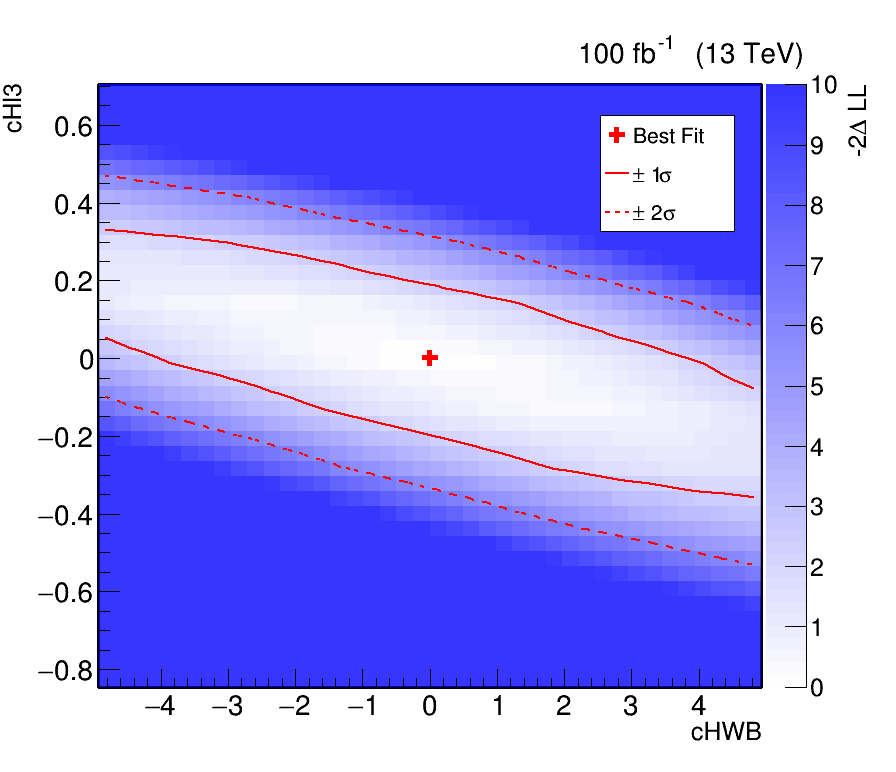 100 fb⁻¹ (13 TeV)
cHl3
-2Δ LL
Best Fit
± 1σ
± 2σ
0.6
0.4
0.2
0
−0.2
−0.4
−0.6
−0.8
10
9
8
7
6
5
4
3
2
1
0
−4 −3 −2 −1 0 1 2 3 4
cHWB